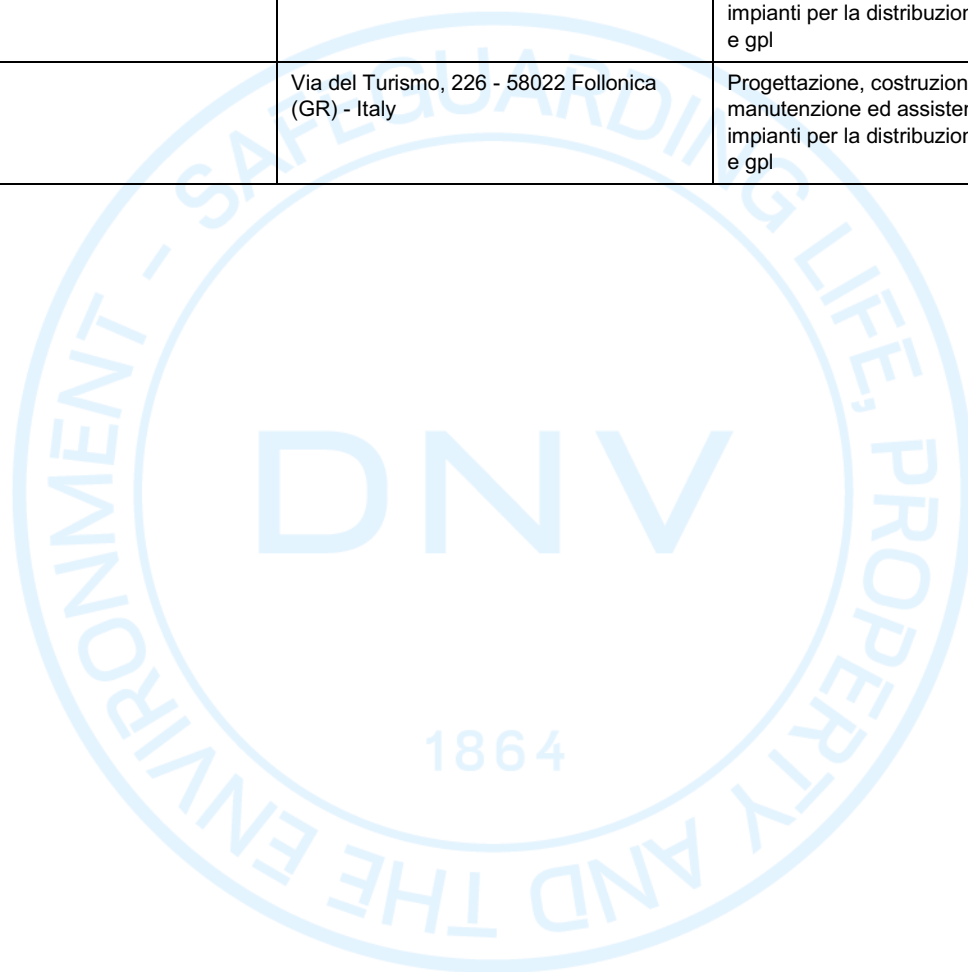 impianti per la distribuzion
e gpl
Via del Turismo, 226 - 58022 Follonica
(GR) - Italy
Progettazione, costruzion
manutenzione ed assister
impianti per la distribuzion
e gpl
SAFEGUARDING LIFE, PROPERTY AND THE ENVIRONMENT -
DNV
1864